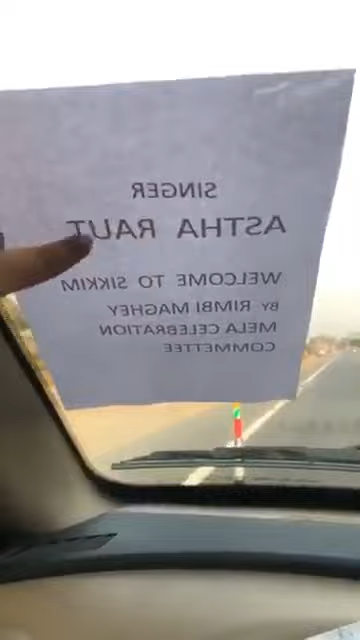 SINGER
ASTHA RAUT
WELCOME TO SIKKIM
BY RIMBI MAGHEY
MELA CELEBRATION
COMMETTEE